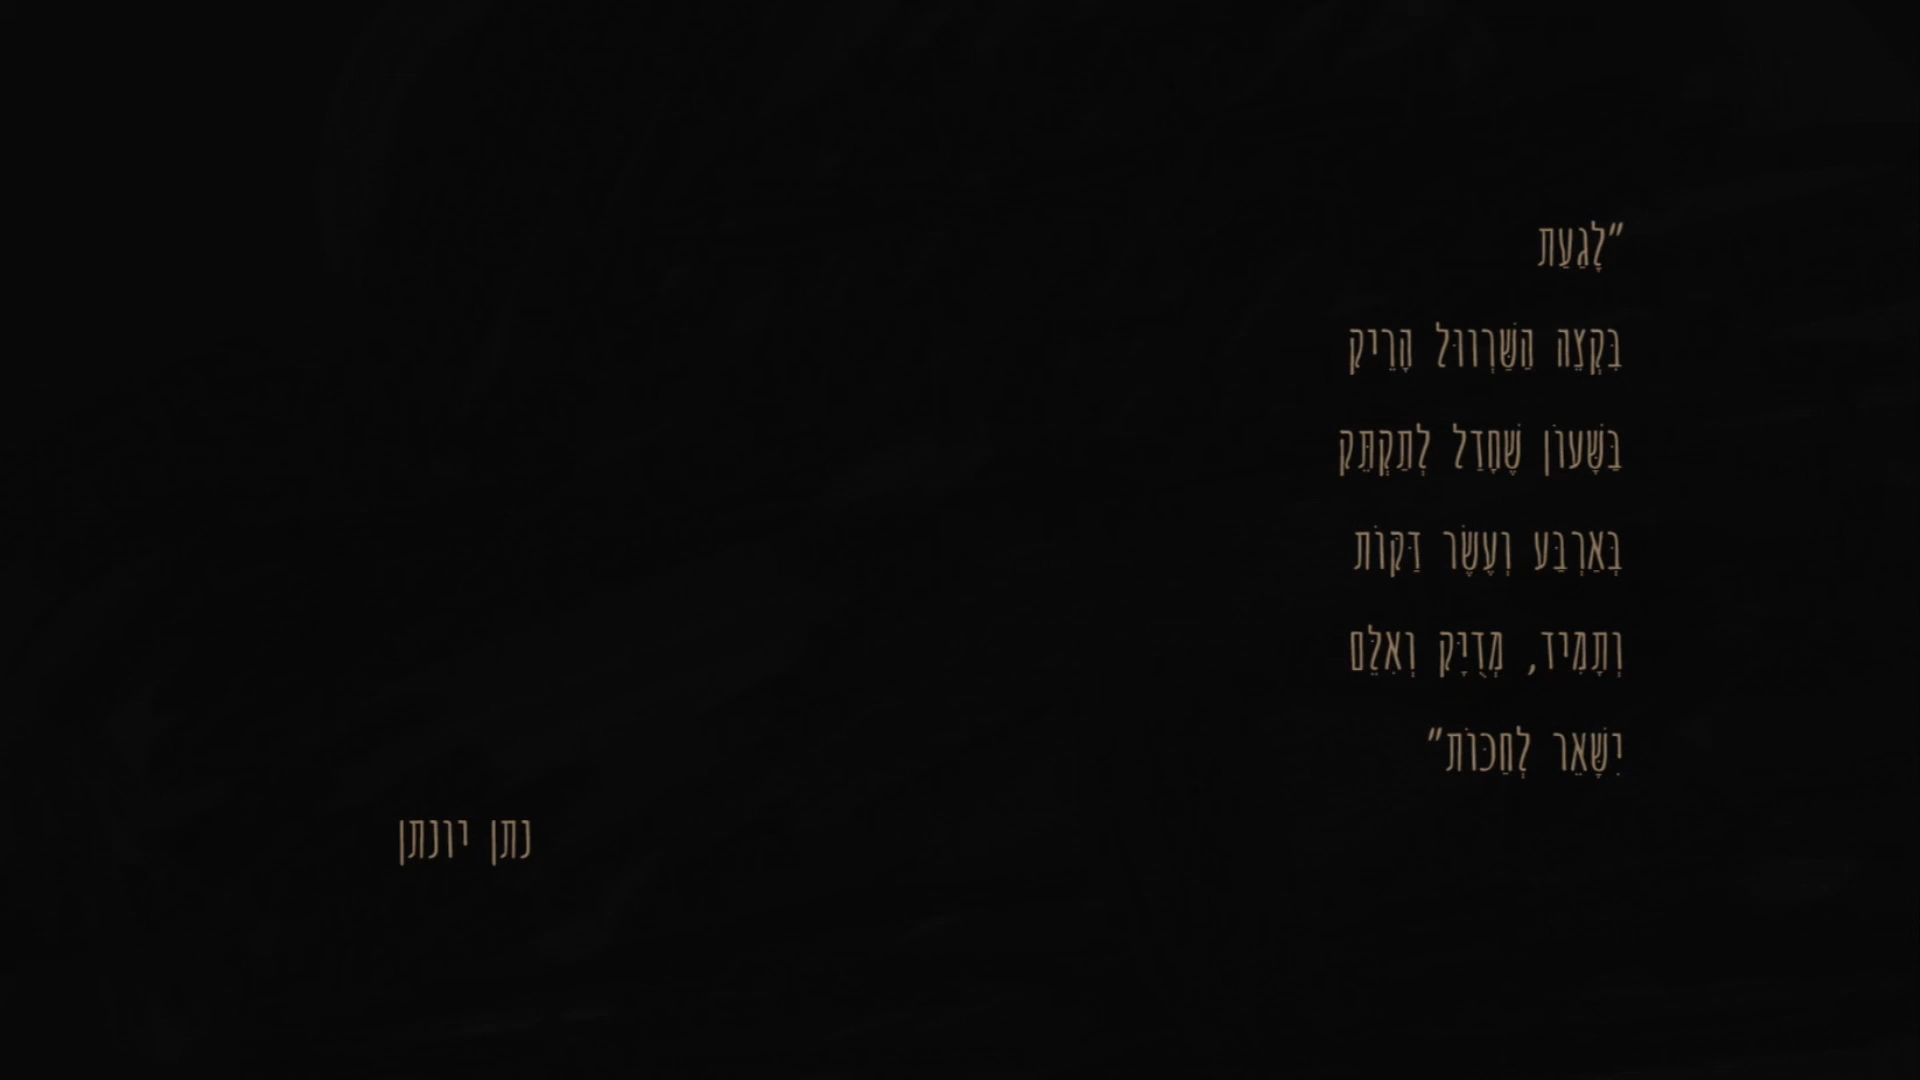 "לָגַעַת
בִּקְצֵה הַשַּׁרְווּל הָרֵיק
בַּשָּׁעוֹן שֶׁחָדַל לְתַקְתֵּק
בְּאַרְבַּע וְעֶשֶׂר דַּקּוֹת
וְתָמִיד, מְדֻיָּק וְאִלֵּם
יִשָּׁאֵר לְחַכּוֹת"
נתן יונתן